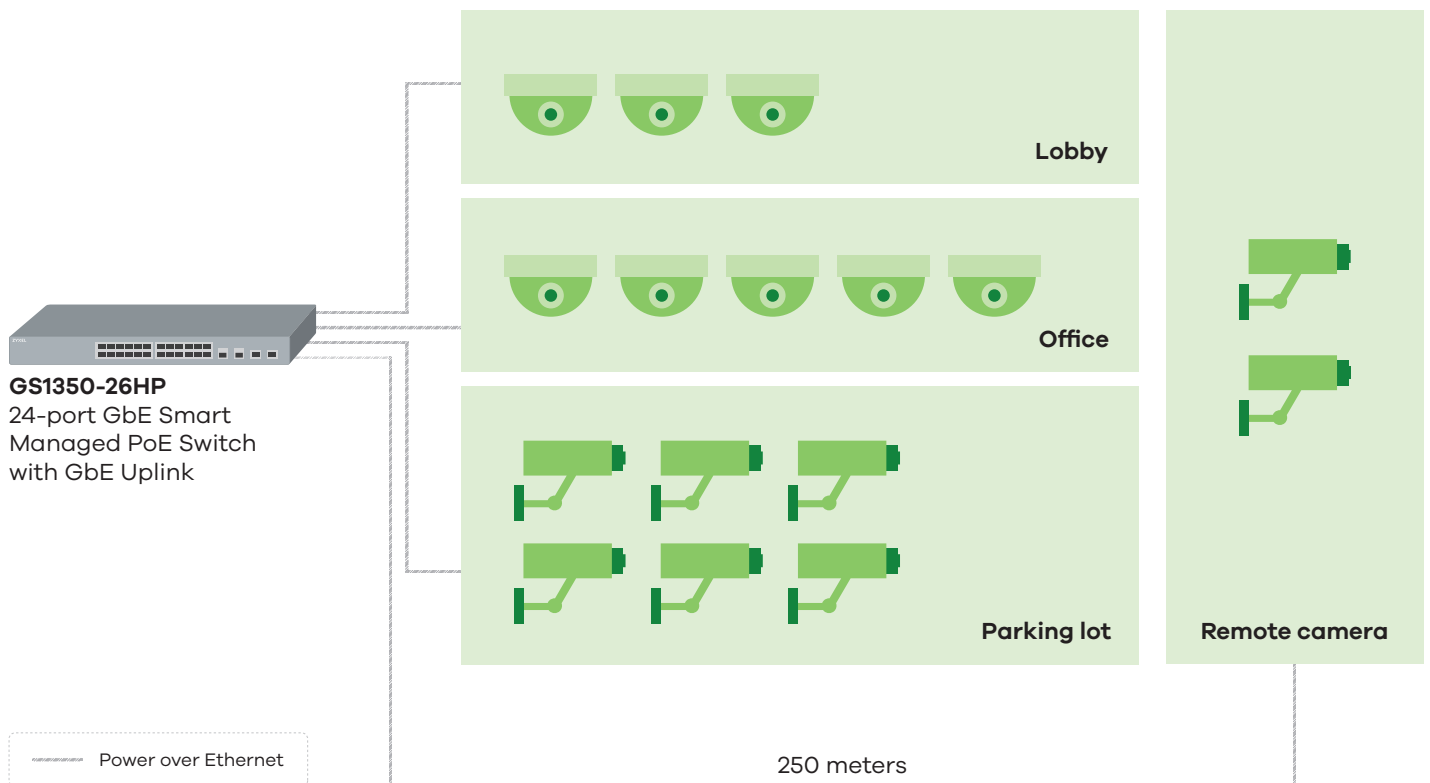 Lobby
Office
GS1350-26HP
24-port GbE Smart
Managed PoE Switch
with GbE Uplink
Parking lot
Remote camera
Power over Ethernet
250 meters